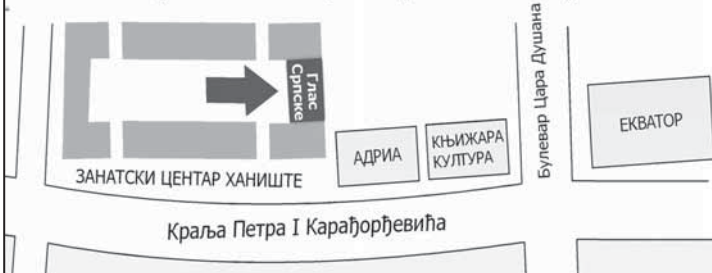 Глас
Српске
ЗАНАТСКИ ЦЕНТАР ХАНИШТЕ
АДРИА
КЊИЖАРА
КУЛТУРА
Булевар Цара Душана
ЕКВАТОР
Краља Петра I Карађорђевића